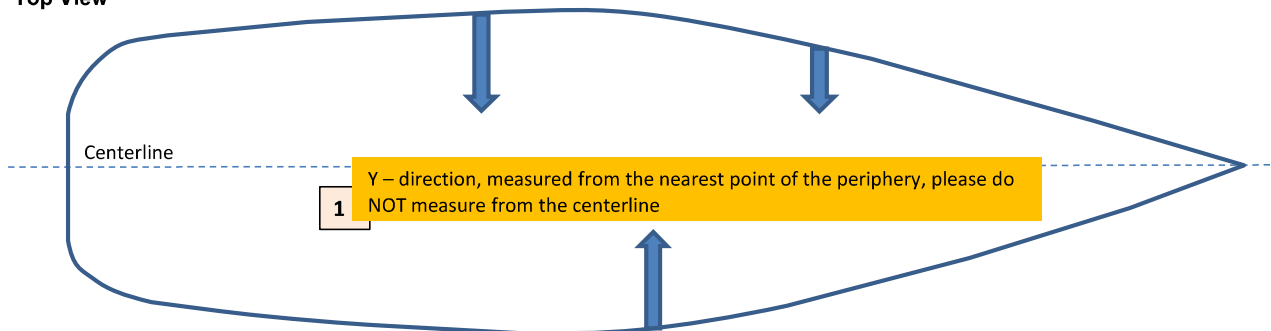 Top View
Centerline
Y – direction, measured from the nearest point of the periphery, please do
NOT measure from the centerline
1